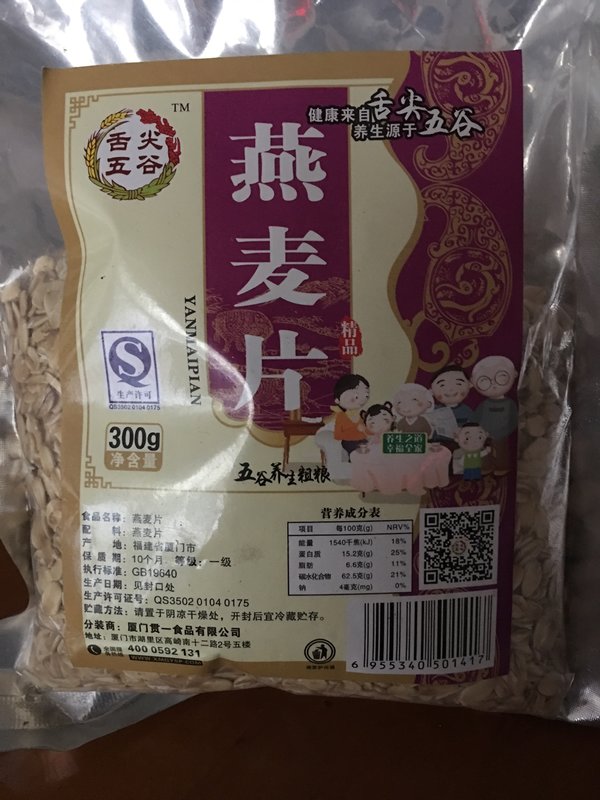 TM
舌尖
五谷
健康来自舌尖
养生源于五谷
燕麦片
YANMAIPIAN
精品
生产许可
QS3502 0104 0175
300g
净含量
养生之道
幸福全家
五谷养生粗粮
食品名称：燕麦片
配 料：燕麦片
产 地：福建省厦门市
保 质 期：10个月 等级：一级
执行标准：GB19640
生产日期：见封口处
生产许可证号：QS3502 0104 0175
贮藏方法：请置于阴凉干燥处，开封后宜冷藏贮存。
分装商：厦门贯一食品有限公司
地址：厦门市湖里区高崎南十二路2号五楼
400 0592 131
营养成分表
项目 每100克(g) NRV%
能量 1540千焦(kJ) 18%
蛋白质 15.2克(g) 25%
脂肪 6.6克(g) 11%
碳水化合物 62.5克(g) 21%
钠 4毫克(mg) 0%
6 955340 501417